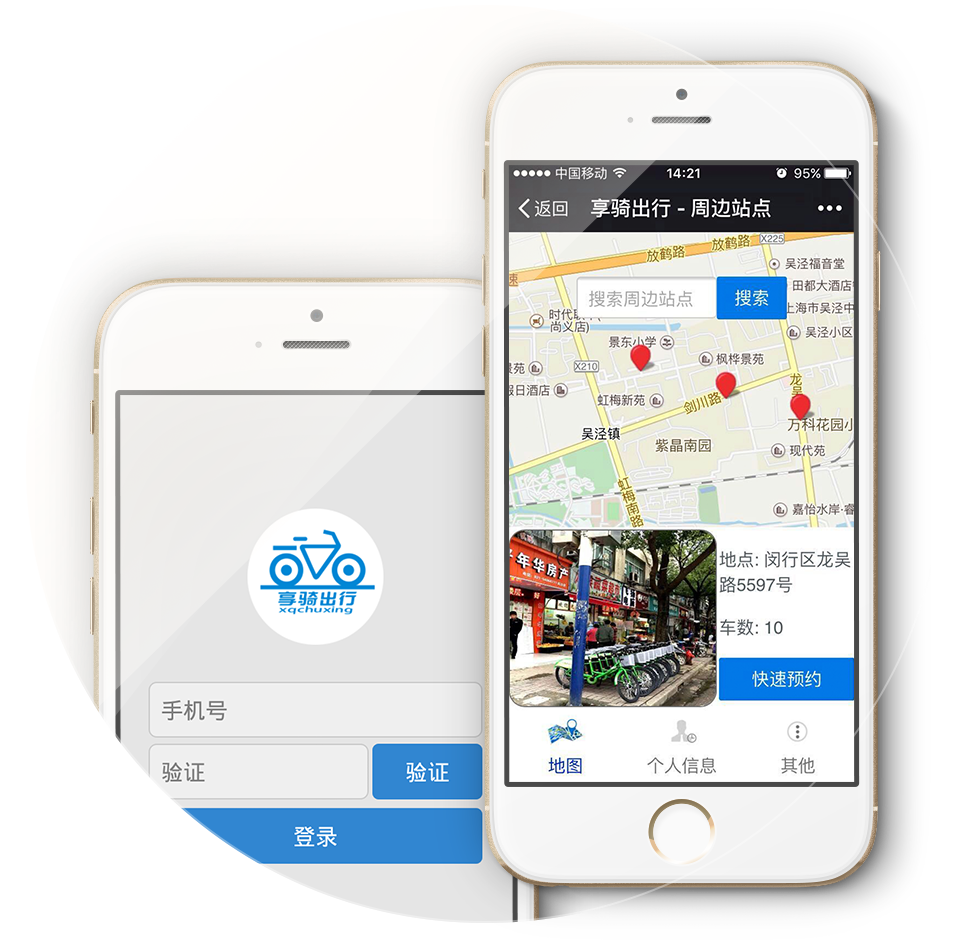 中国移动
14:21
95%
返回
享骑出行 - 周边站点
放鹤路
放鹤路
X225
吴泾福音堂
速
田都大酒店
搜索周边站点
搜索
上海市吴泾中
时代
尚义店)
吴泾小区
景东小学
X210
枫桦景苑
景苑
假日酒店
虹梅新苑
龙吴
剑川路
万科花园小
吴泾镇
紫晶南园
现代苑
虹梅南路
嘉怡水岸·睿
年华房产
地点: 闵行区龙吴
路5597号
车数: 10
快速预约
地图
个人信息
其他
享骑出行
xqchuxing
手机号
验证
验证
登录